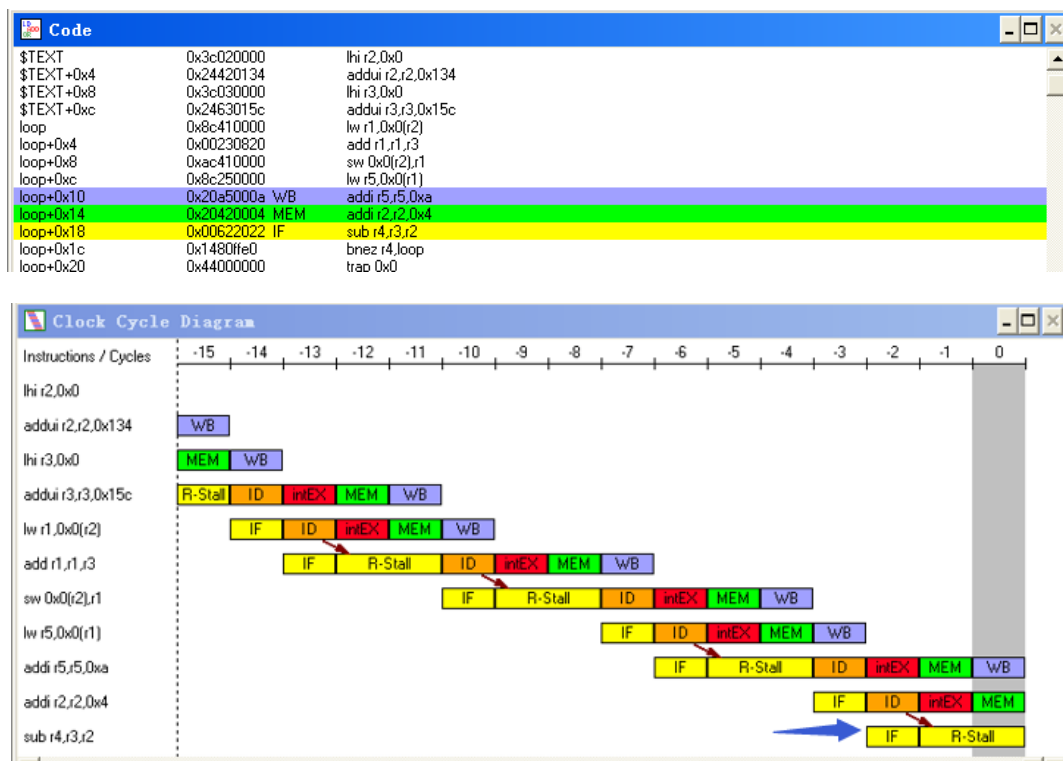 Code
$TEXT 0x3c020000 lhi r2,0x0
$TEXT+0x4 0x24420134 addui r2,r2,0x134
$TEXT+0x8 0x3c030000 lhi r3,0x0
$TEXT+0xc 0x2463015c addui r3,r3,0x15c
loop 0x8c410000 lw r1,0x0(r2)
loop+0x4 0x00230820 add r1,r1,r3
loop+0x8 0xac410000 sw 0x0(r2),r1
loop+0xc 0x8c250000 lw r5,0x0(r1)
loop+0x10 0x20a5000a WB addi r5,r5,0xa
loop+0x14 0x20420004 MEM addi r2,r2,0x4
loop+0x18 0x00622022 IF sub r4,r3,r2
loop+0x1c 0x1480ffe0 bnez r4,loop
loop+0x20 0x44000000 trap 0x0
Clock Cycle Diagram
Instructions / Cycles -15 -14 -13 -12 -11 -10 -9 -8 -7 -6 -5 -4 -3 -2 -1 0
lhi r2,0x0
addui r2,r2,0x134 WB
lhi r3,0x0 MEM WB
addui r3,r3,0x15c R-Stall ID intEX MEM WB
lw r1,0x0(r2) IF ID intEX MEM WB
add r1,r1,r3 IF R-Stall ID intEX MEM WB
sw 0x0(r2),r1 IF R-Stall ID intEX MEM WB
lw r5,0x0(r1) IF ID intEX MEM WB
addi r5,r5,0xa IF R-Stall ID intEX MEM WB
addi r2,r2,0x4 IF ID intEX MEM
sub r4,r3,r2 IF R-Stall